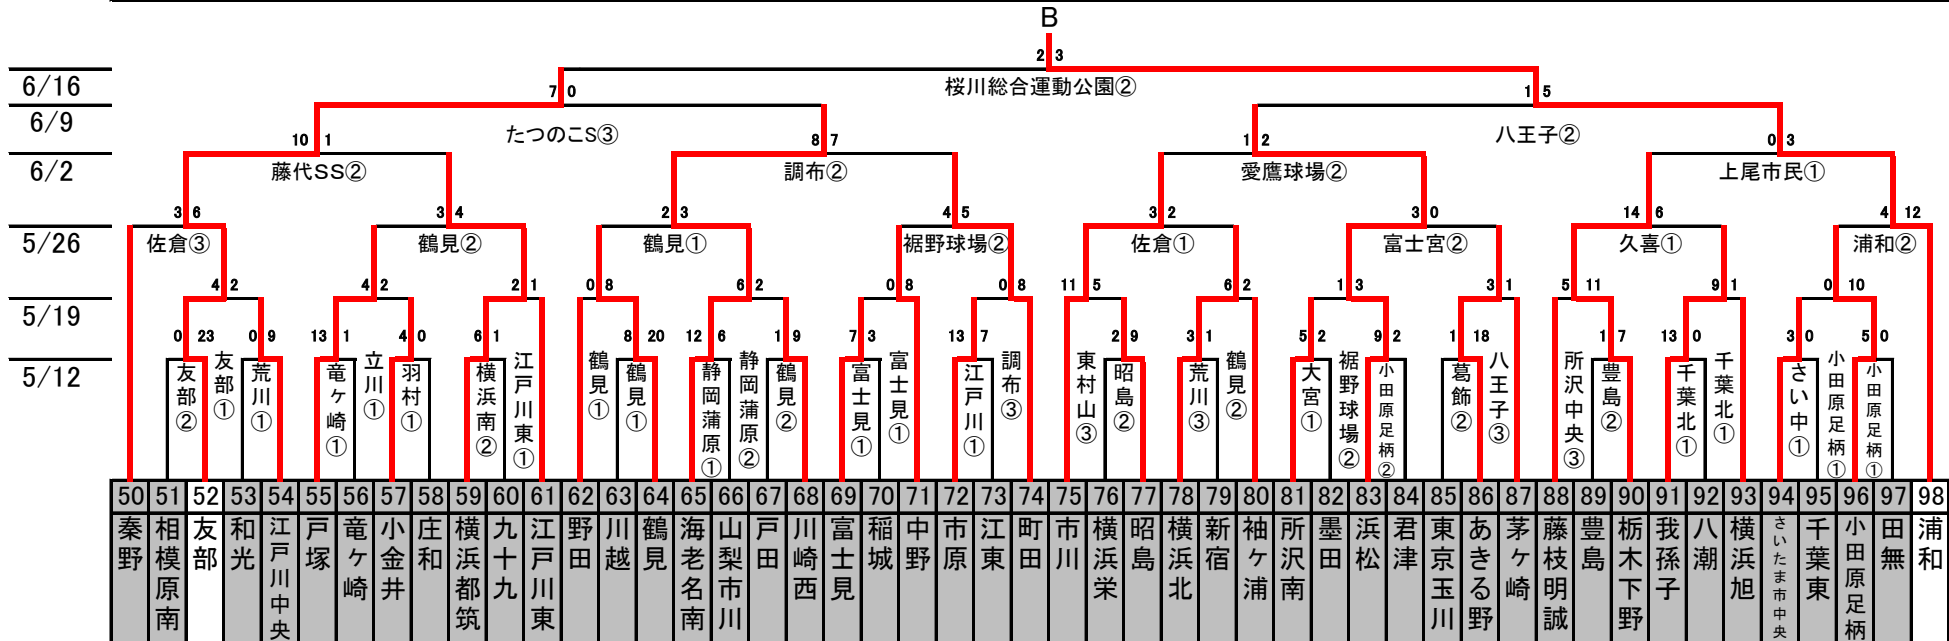 B
2 3
6/16
7 0
桜川総合運動公園②
1 5
6/9
10 1
たつのこS③
8 7
1 2
八王子②
0 3
6/2
藤代SS②
調布②
愛鷹球場②
上尾市民①
3 6
3 4
2 3
4 5
3 2
3 0
14 6
4 12
5/26
佐倉③
鶴見②
鶴見①
裾野球場②
佐倉①
富士宮②
久喜①
浦和②
4 2
4 2
2 1
0 8
6 2
0 8
0 8
11 5
6 2
1 3
3 1
5 11
9 1
0 10
5/19
0 23
0 9
13 1
4 0
6 1
8 20
12 6
1 9
7 3
13 7
2 9
3 1
5 2
9 2
1 18
1 7
13 0
3 0
5 0
5/12
友部②
友部①
荒川①
竜ヶ崎①
立川①
羽村①
横浜南②
江戸川東①
鶴見①
鶴見①
静岡蒲原①
静岡蒲原②
鶴見②
富士見①
富士見①
江戸川①
調布③
東村山③
昭島②
荒川③
鶴見②
大宮①
裾野球場②
小田原足柄②
葛飾②
八王子③
所沢中央③
豊島②
千葉北①
千葉北①
さい中①
小田原足柄①
小田原足柄①
50 51 52 53 54 55 56 57 58 59 60 61 62 63 64 65 66 67 68 69 70 71 72 73 74 75 76 77 78 79 80 81 82 83 84 85 86 87 88 89 90 91 92 93 94 95 96 97 98
秦野
相模原南
友部
和光
江戸川中央
戸塚
竜ヶ崎
小金井
庄和
横浜都筑
九十九
江戸川東
野田
川越
鶴見
海老名南
山梨市川
戸田
川崎西
富士見
稲城
中野
市原
江東
町田
市川
横浜栄
昭島
横浜北
新宿
袖ヶ浦
所沢南
墨田
浜松
君津
東京玉川
あきる野
茅ヶ崎
藤枝明誠
豊島
栃木下野
我孫子
八潮
横浜旭
さいたま市中央
千葉東
小田原足柄
田無
浦和